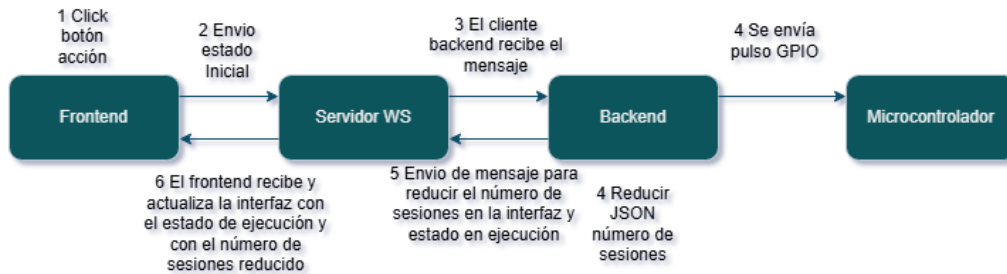 1 Click
botón
acción
2 Envio
estado
Inicial
3 El cliente
backend recibe el
mensaje
4 Se envía
pulso GPIO
Frontend
Servidor WS
Backend
Microcontrolador
6 El frontend recibe y
actualiza la interfaz con
el estado de ejecución y
con el número de
sesiones reducido
5 Envio de mensaje para
reducir el número de
sesiones en la interfaz y
estado en ejecución
4 Reducir
JSON
número de
sesiones